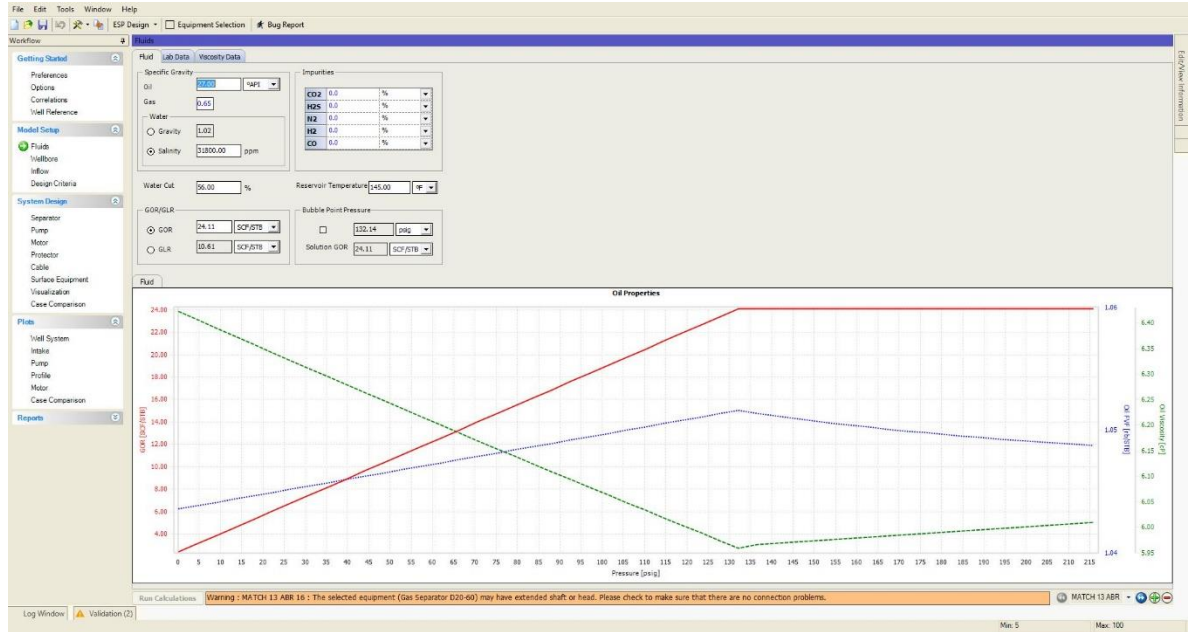 File Edit Tools Window Help
ESP Design Equipment Selection Bug Report
Workflow
Fluids
Getting Started
Preferences
Options
Correlations
Well Reference
Model Setup
Fluids
Wellbore
Inflow
Design Criteria
System Design
Separator
Pump
Motor
Protector
Cable
Surface Equipment
Visualization
Case Comparison
Plots
Well System
Intake
Pump
Profile
Motor
Case Comparison
Reports
Fluid Lab Data Viscosity Data
Specific Gravity
Oil 22.00 ºAPI
Gas 0.65
Water
Gravity 1.02
Salinity 31800.00 ppm
Impurities
CO2 0.0 %
H2S 0.0 %
N2 0.0 %
H2 0.0 %
CO 0.0 %
Water Cut 56.00 %
Reservoir Temperature 145.00 ºF
GOR/GLR
GOR 24.11 SCF/STB
GLR 10.61 SCF/STB
Bubble Point Pressure
132.14 psig
Solution GOR 24.11 SCF/STB
Fluid
Oil Properties
GOR [SCF/STB]
24.00
22.00
20.00
18.00
16.00
14.00
12.00
10.00
8.00
6.00
4.00
1.06
1.05
1.04
Oil FVF [rb/STB]
6.40
6.35
6.30
6.25
6.20
6.15
6.10
6.05
6.00
5.95
Oil Viscosity [cP]
0 5 10 15 20 25 30 35 40 45 50 55 60 65 70 75 80 85 90 95 100 105 110 115 120 125 130 135 140 145 150 155 160 165 170 175 180 185 190 195 200 205 210 215
Pressure [psig]
Edit/View Information
Run Calculations
Warning : MATCH 13 ABR 16 : The selected equipment (Gas Separator D20-60) may have extended shaft or head. Please check to make sure that there are no connection problems.
MATCH 13 ABR
Log Window Validation (2)
Min: 5 Max: 100